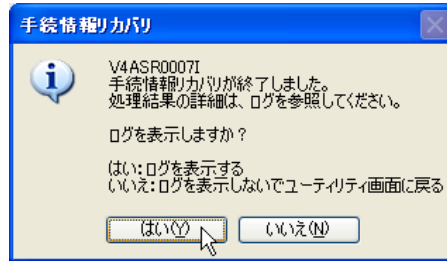 手続情報リカバリ
V4ASR0007I
手続情報リカバリが終了しました。
処理結果の詳細は、ログを参照してください。
ログを表示しますか？
はい：ログを表示する
いいえ：ログを表示しないでユーティリティ画面に戻る
はい(Y)
いいえ(N)